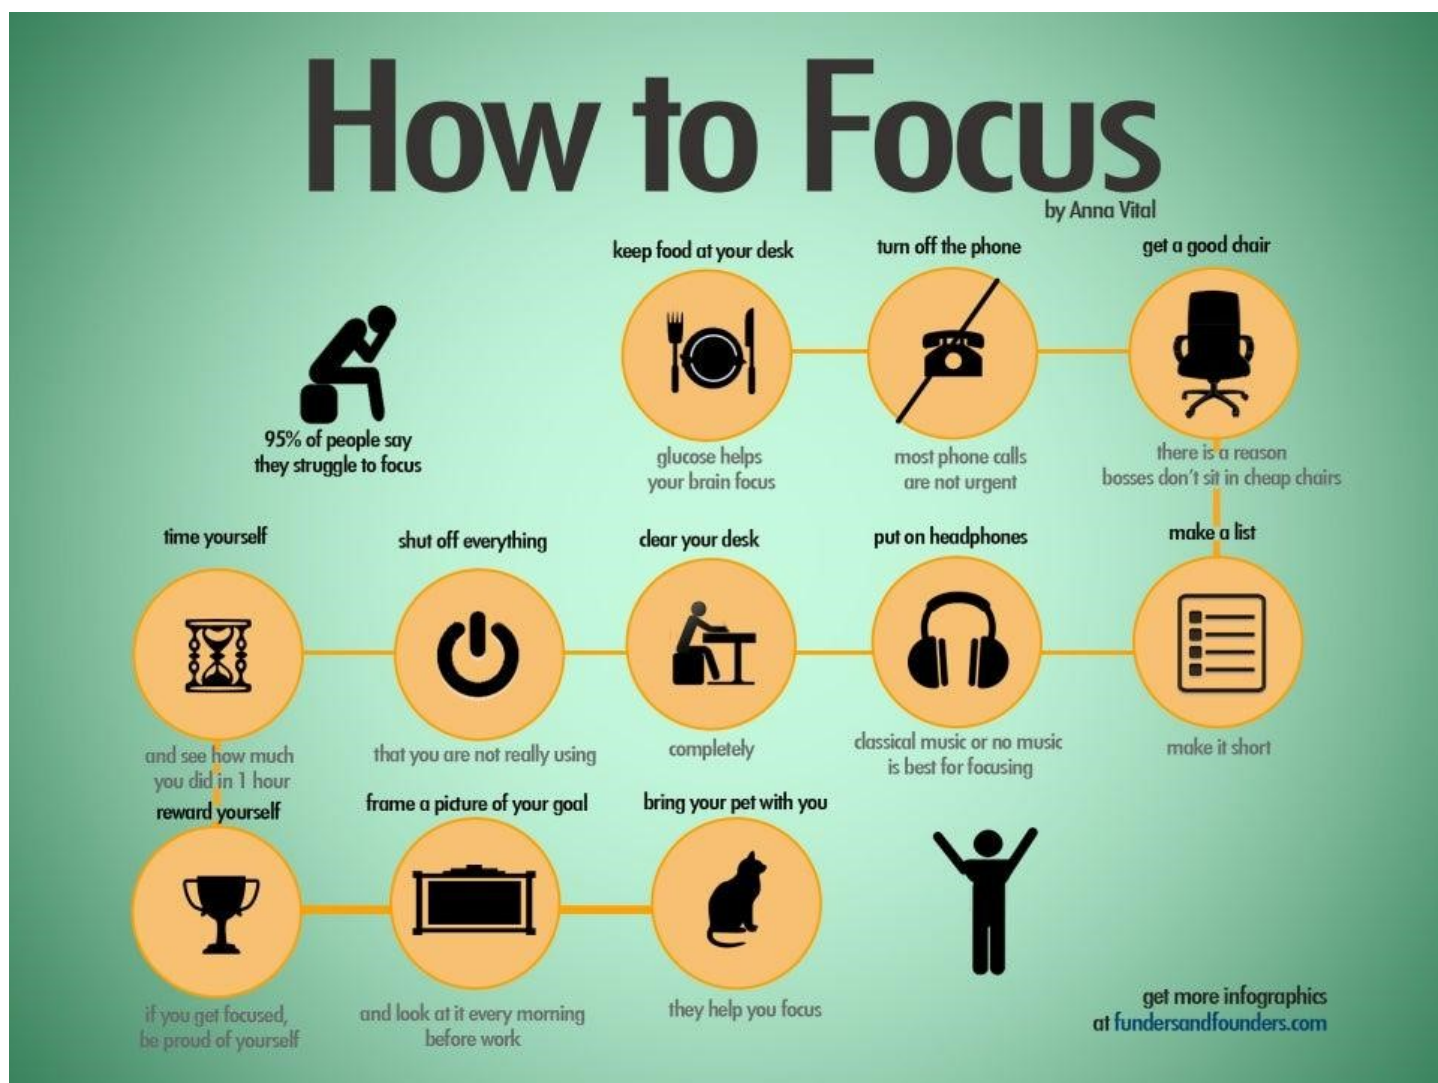 How to Focus
by Anna Vital
95% of people say
they struggle to focus
keep food at your desk
glucose helps
your brain focus
turn off the phone
most phone calls
are not urgent
get a good chair
there is a reason
bosses don't sit in cheap chairs
make a list
make it short
put on headphones
classical music or no music
is best for focusing
clear your desk
completely
shut off everything
that you are not really using
time yourself
and see how much
you did in 1 hour
reward yourself
if you get focused,
be proud of yourself
frame a picture of your goal
and look at it every morning
before work
bring your pet with you
they help you focus
get more infographics
at fundersandfounders.com